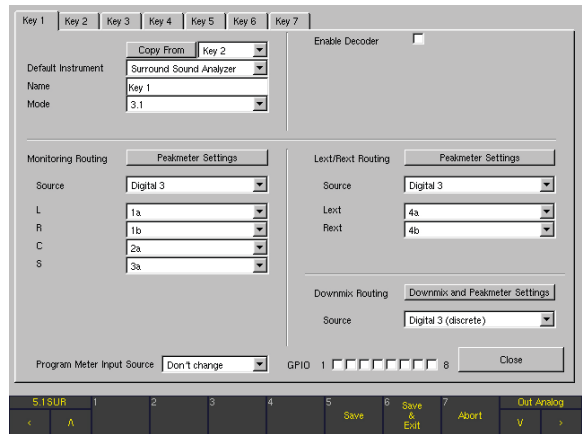 Key 1 Key 2 Key 3 Key 4 Key 5 Key 6 Key 7
Copy From Key 2
Default Instrument Surround Sound Analyzer
Name Key 1
Mode 3.1
Enable Decoder
Monitoring Routing Peakmeter Settings
Source Digital 3
L 1a
R 1b
C 2a
S 3a
Lext/Rext Routing Peakmeter Settings
Source Digital 3
Lext 4a
Rext 4b
Downmix Routing Downmix and Peakmeter Settings
Source Digital 3 (discrete)
Program Meter Input Source Don't change
GPIO 1 8
Close
5.1SUR 1 2 3 4 5 6 7 Out Analog
< Λ Save Save & Exit Abort V >